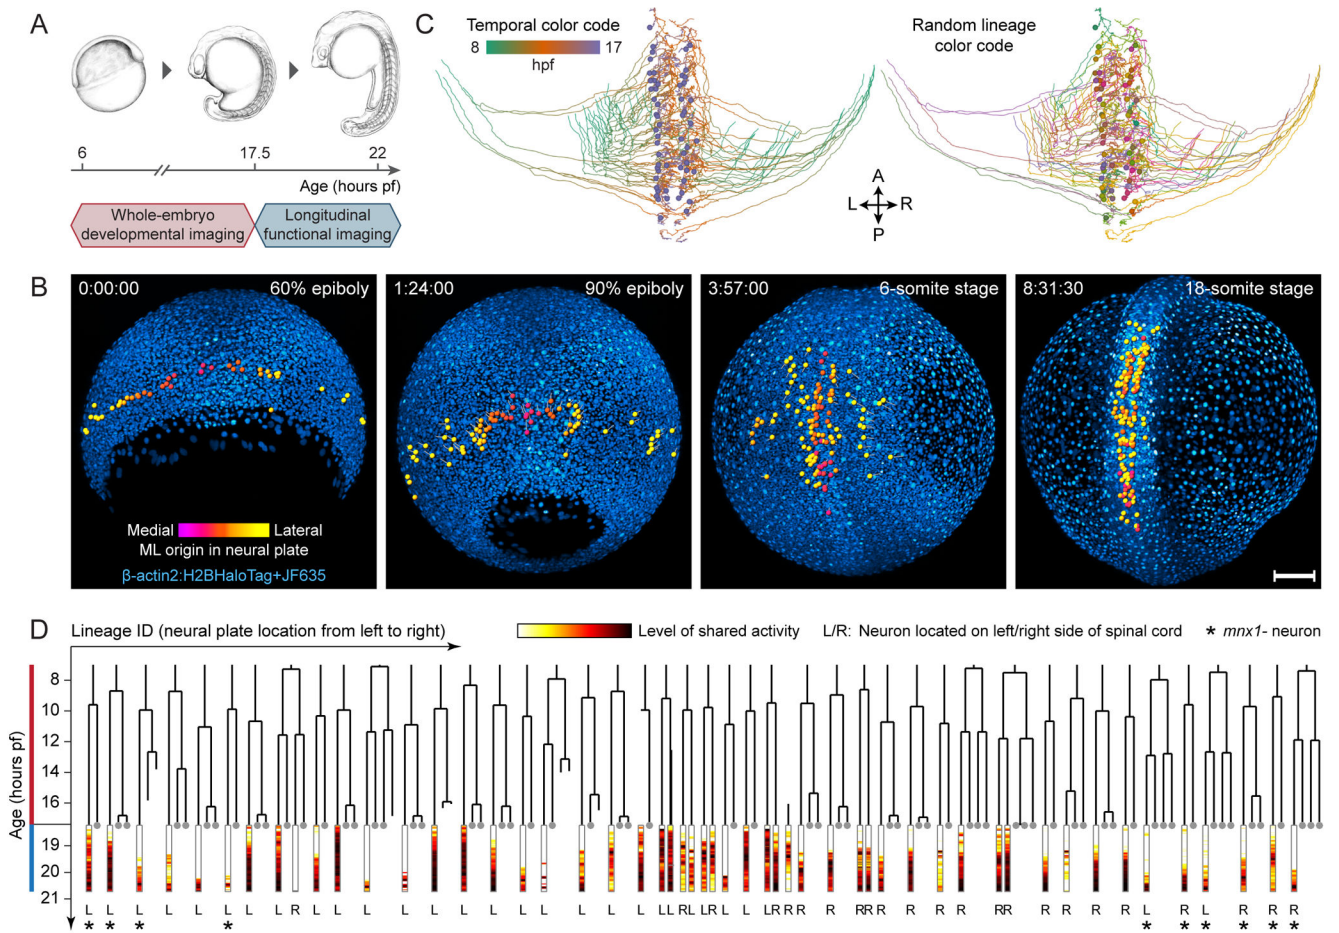 A
6
17.5
22
Age (hours pf)
Whole-embryo
developmental imaging
Longitudinal
functional imaging
C
Temporal color code
8
17
hpf
Random lineage
color code
A
L
R
P
B
0:00:00
60% epiboly
Medial
Lateral
ML origin in neural plate
β-actin2:H2BHaloTag+JF635
1:24:00
90% epiboly
3:57:00
6-somite stage
8:31:30
18-somite stage
D
Lineage ID (neural plate location from left to right)
Level of shared activity
L/R: Neuron located on left/right side of spinal cord
* mnx1- neuron
Age (hours pf)
8
10
12
14
16
19
20
21
L L L L L L L L R L L L L L L L L L L L L LL RL LR L L LR R R R RR R R R R RR R R R R L R L R R R
* * * * * * * * * *